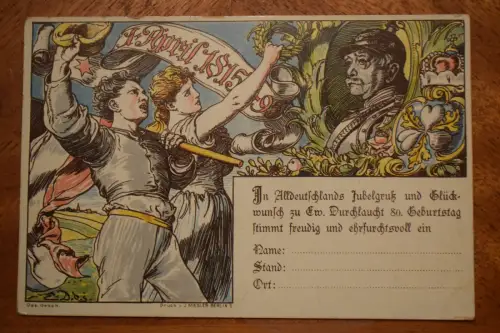 1. April 1815
In Alldeutschlands Jubelgruß und Glück-
wunsch zu Ew. Durchlaucht 80. Geburtstag
stimmt freudig und ehrfurchtsvoll ein
Name:
Stand:
Ort:
BERLIN S.